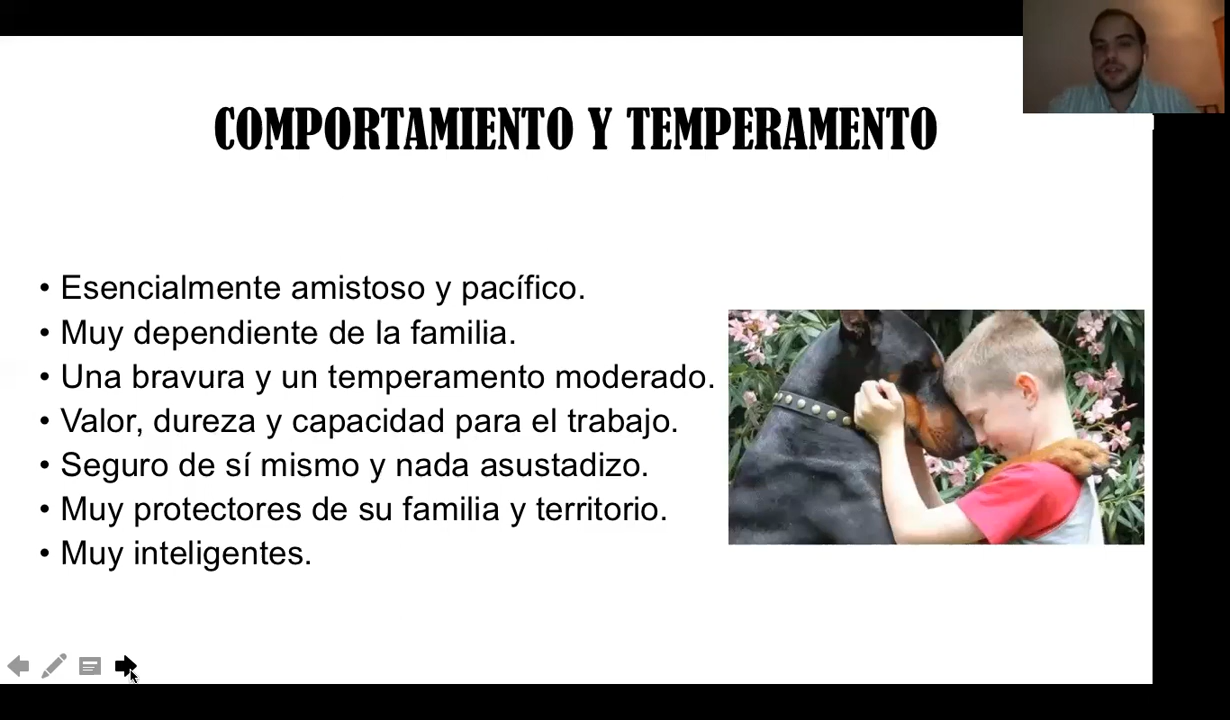 COMPORTAMIENTO Y TEMPERAMENTO
• Esencialmente amistoso y pacífico.
• Muy dependiente de la familia.
• Una bravura y un temperamento moderado.
• Valor, dureza y capacidad para el trabajo.
• Seguro de sí mismo y nada asustadizo.
• Muy protectores de su familia y territorio.
• Muy inteligentes.